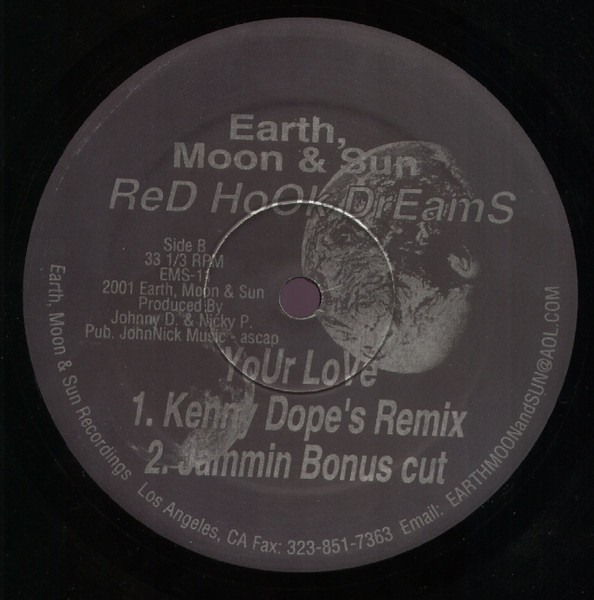 Earth,
Moon & Sun
ReD HoOk DrEamS
Side B
33 1/3 RPM
2001 Earth, Moon & Sun
Produced By
Johnny D. & Nicky P.
Pub. JohnNick Music - ascap
YoUr LoVe
1. Kenny Dope's Remix
2. Jammin Bonus cut
Earth, Moon & Sun Recordings Los Angeles, CA Fax: 323-851-7363 Email: EARTHMOONandSUN@AOL.COM